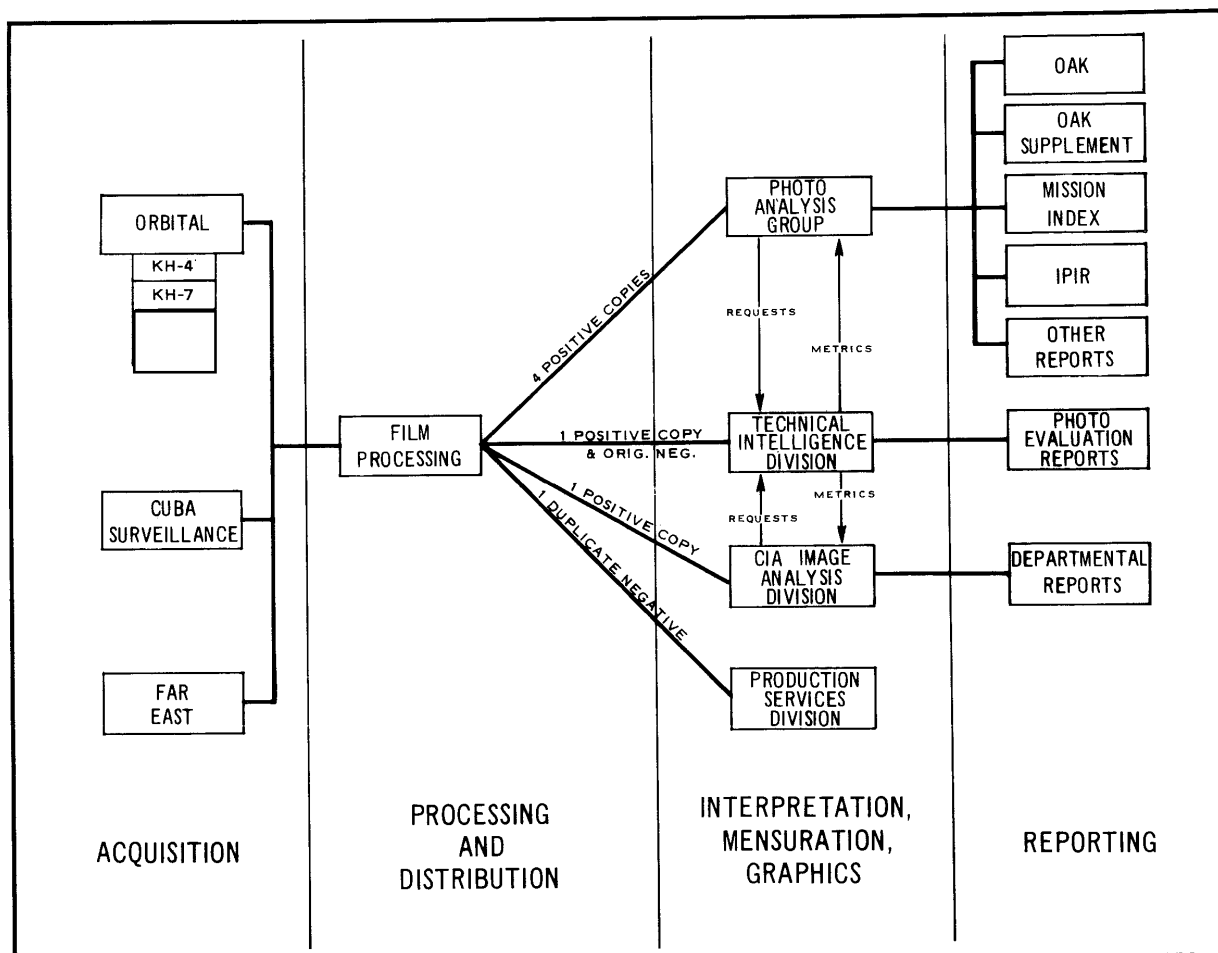 ORBITAL
KH-4
KH-7
CUBA
SURVEILLANCE
FAR
EAST
ACQUISITION
FILM
PROCESSING
4 POSITIVE COPIES
1 POSITIVE COPY
& ORIG. NEG.
1 POSITIVE COPY
1 DUPLICATE NEGATIVE
PROCESSING
AND
DISTRIBUTION
PHOTO
ANALYSIS
GROUP
REQUESTS
METRICS
TECHNICAL
INTELLIGENCE
DIVISION
REQUESTS
METRICS
CIA IMAGE
ANALYSIS
DIVISION
PRODUCTION
SERVICES
DIVISION
INTERPRETATION,
MENSURATION,
GRAPHICS
OAK
OAK
SUPPLEMENT
MISSION
INDEX
IPIR
OTHER
REPORTS
PHOTO
EVALUATION
REPORTS
DEPARTMENTAL
REPORTS
REPORTING